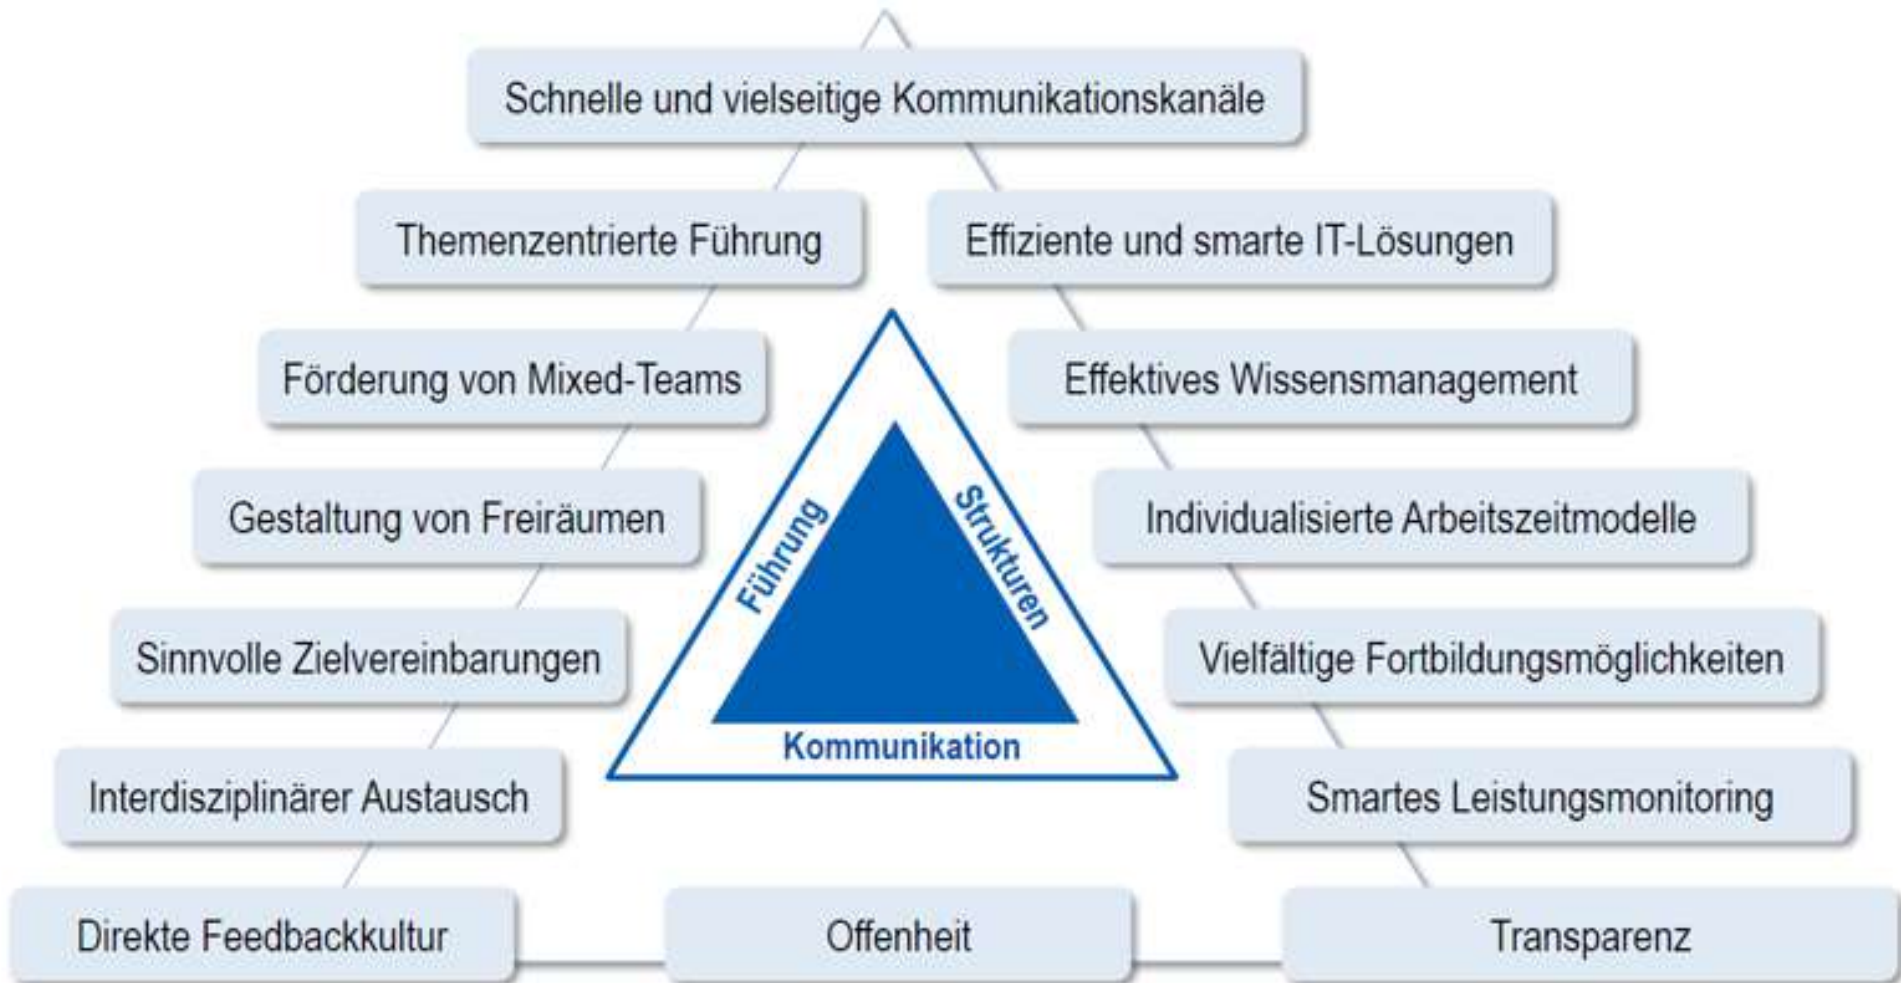 Schnelle und vielseitige Kommunikationskanäle
Themenzentrierte Führung
Effiziente und smarte IT-Lösungen
Förderung von Mixed-Teams
Effektives Wissensmanagement
Gestaltung von Freiräumen
Führung
Strukturen
Individualisierte Arbeitszeitmodelle
Sinnvolle Zielvereinbarungen
Vielfältige Fortbildungsmöglichkeiten
Kommunikation
Interdisziplinärer Austausch
Smartes Leistungsmonitoring
Direkte Feedbackkultur
Offenheit
Transparenz